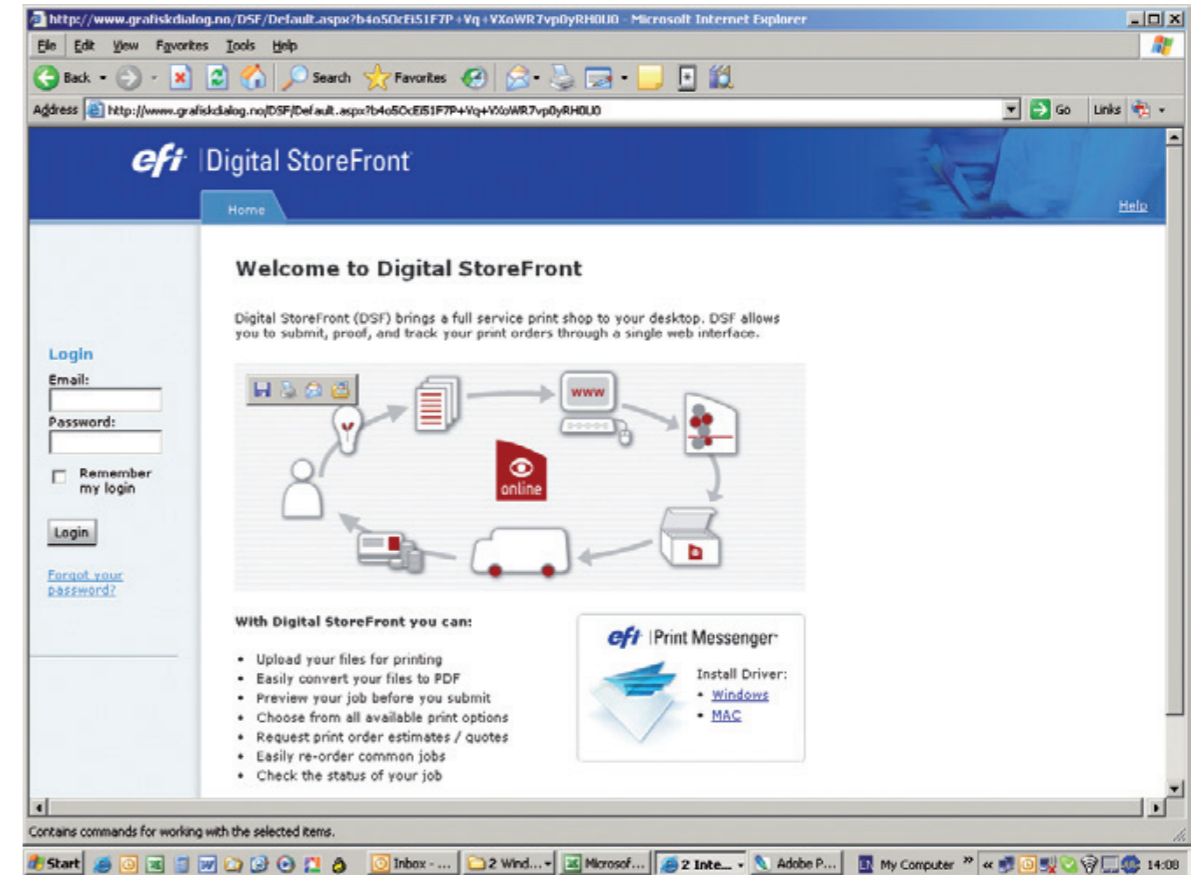 http://www.grafiskdialog.no/DSF/Default.aspx?b4o5OcEi51F7P+Vq+VXoWR7vp0yRH0U0 - Microsoft Internet Explorer
File Edit View Favorites Tools Help
Back Search Favorites
Address http://www.grafiskdialog.no/DSF/Default.aspx?b4o5OcEi51F7P+Vq+VXoWR7vp0yRH0U0 Go Links
efi Digital StoreFront
Home Help
Welcome to Digital StoreFront
Digital StoreFront (DSF) brings a full service print shop to your desktop. DSF allows
you to submit, proof, and track your print orders through a single web interface.
Login
Email:
Password:
Remember
my login
Login
Forgot your
password?
www
online
b
With Digital StoreFront you can:
• Upload your files for printing
• Easily convert your files to PDF
• Preview your job before you submit
• Choose from all available print options
• Request print order estimates / quotes
• Easily re-order common jobs
• Check the status of your job
efi Print Messenger
Install Driver:
• Windows
• MAC
Contains commands for working with the selected items.
Start Inbox - ... 2 Wind... Microsof... 2 Inte... Adobe P... My Computer » « 14:08